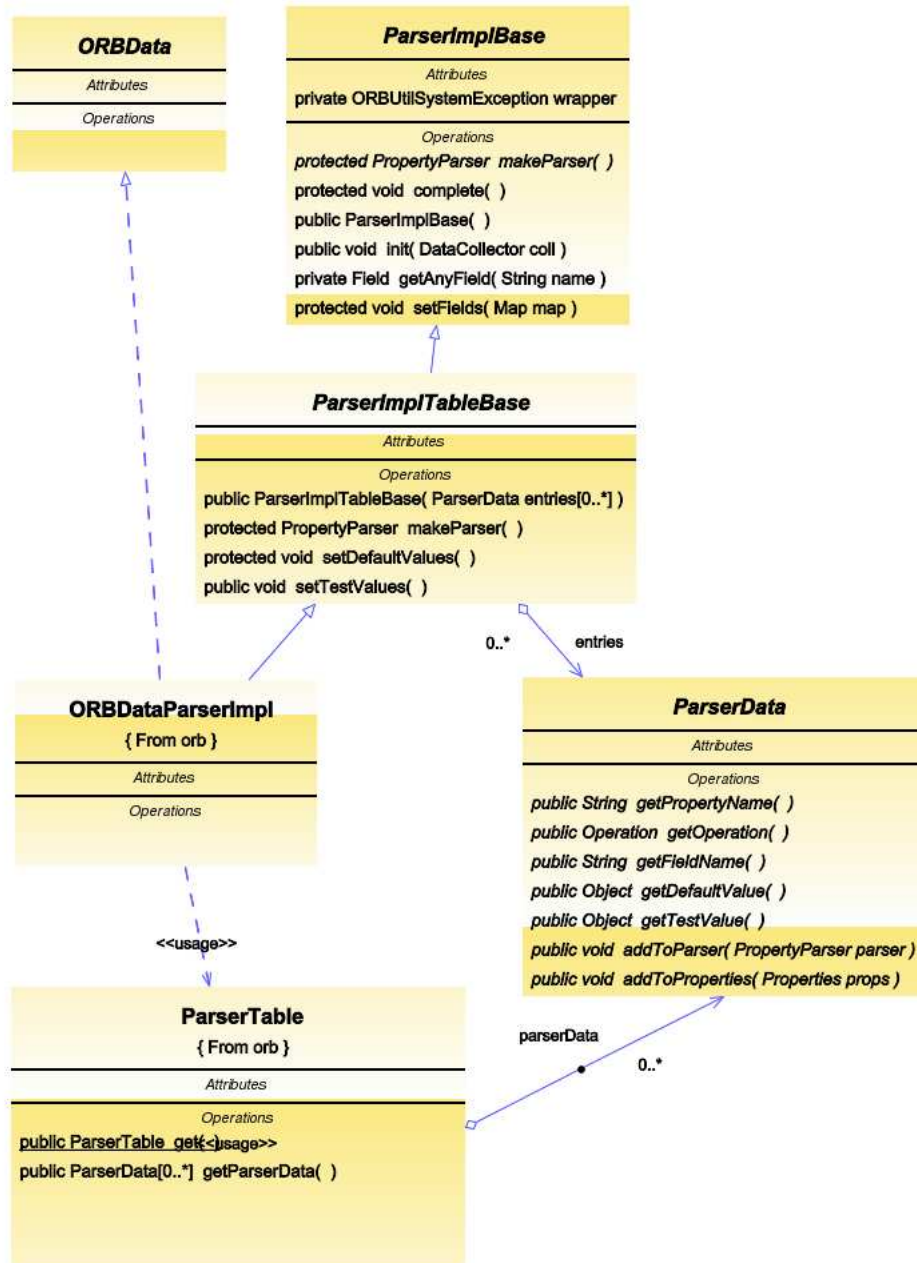 ORBData
Attributes
Operations
ParserImplBase
Attributes
private ORBUtilSystemException wrapper
Operations
protected PropertyParser makeParser( )
protected void complete( )
public ParserImplBase( )
public void init( DataCollector coll )
private Field getAnyField( String name )
protected void setFields( Map map )
ParserImplTableBase
Attributes
Operations
public ParserImplTableBase( ParserData entries[0..*] )
protected PropertyParser makeParser( )
protected void setDefaultValues( )
public void setTestValues( )
0..*
entries
ORBDataParserImpl
{ From orb }
Attributes
Operations
ParserData
Attributes
Operations
public String getPropertyName( )
public Operation getOperation( )
public String getFieldName( )
public Object getDefaultValue( )
public Object getTestValue( )
public void addToParser( PropertyParser parser )
public void addToProperties( Properties props )
<<usage>>
ParserTable
{ From orb }
Attributes
Operations
public ParserTable get( )
<<usage>>
public ParserData[0..*] getParserData( )
parserData
0..*